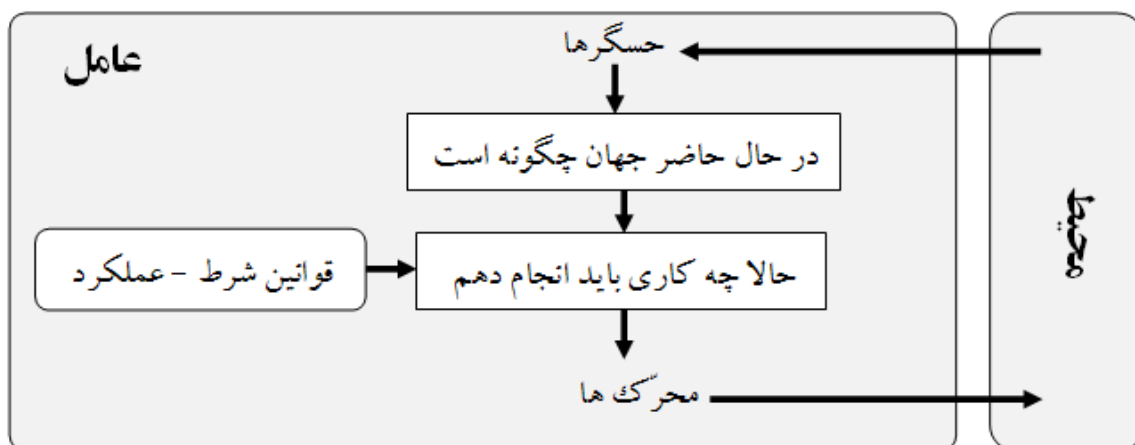 حسگرها
عامل
در حال حاضر جهان چگونه است
محیط
حالا چه کاری باید انجام دهم
قوانین شرط - عملکرد
محرّک ها